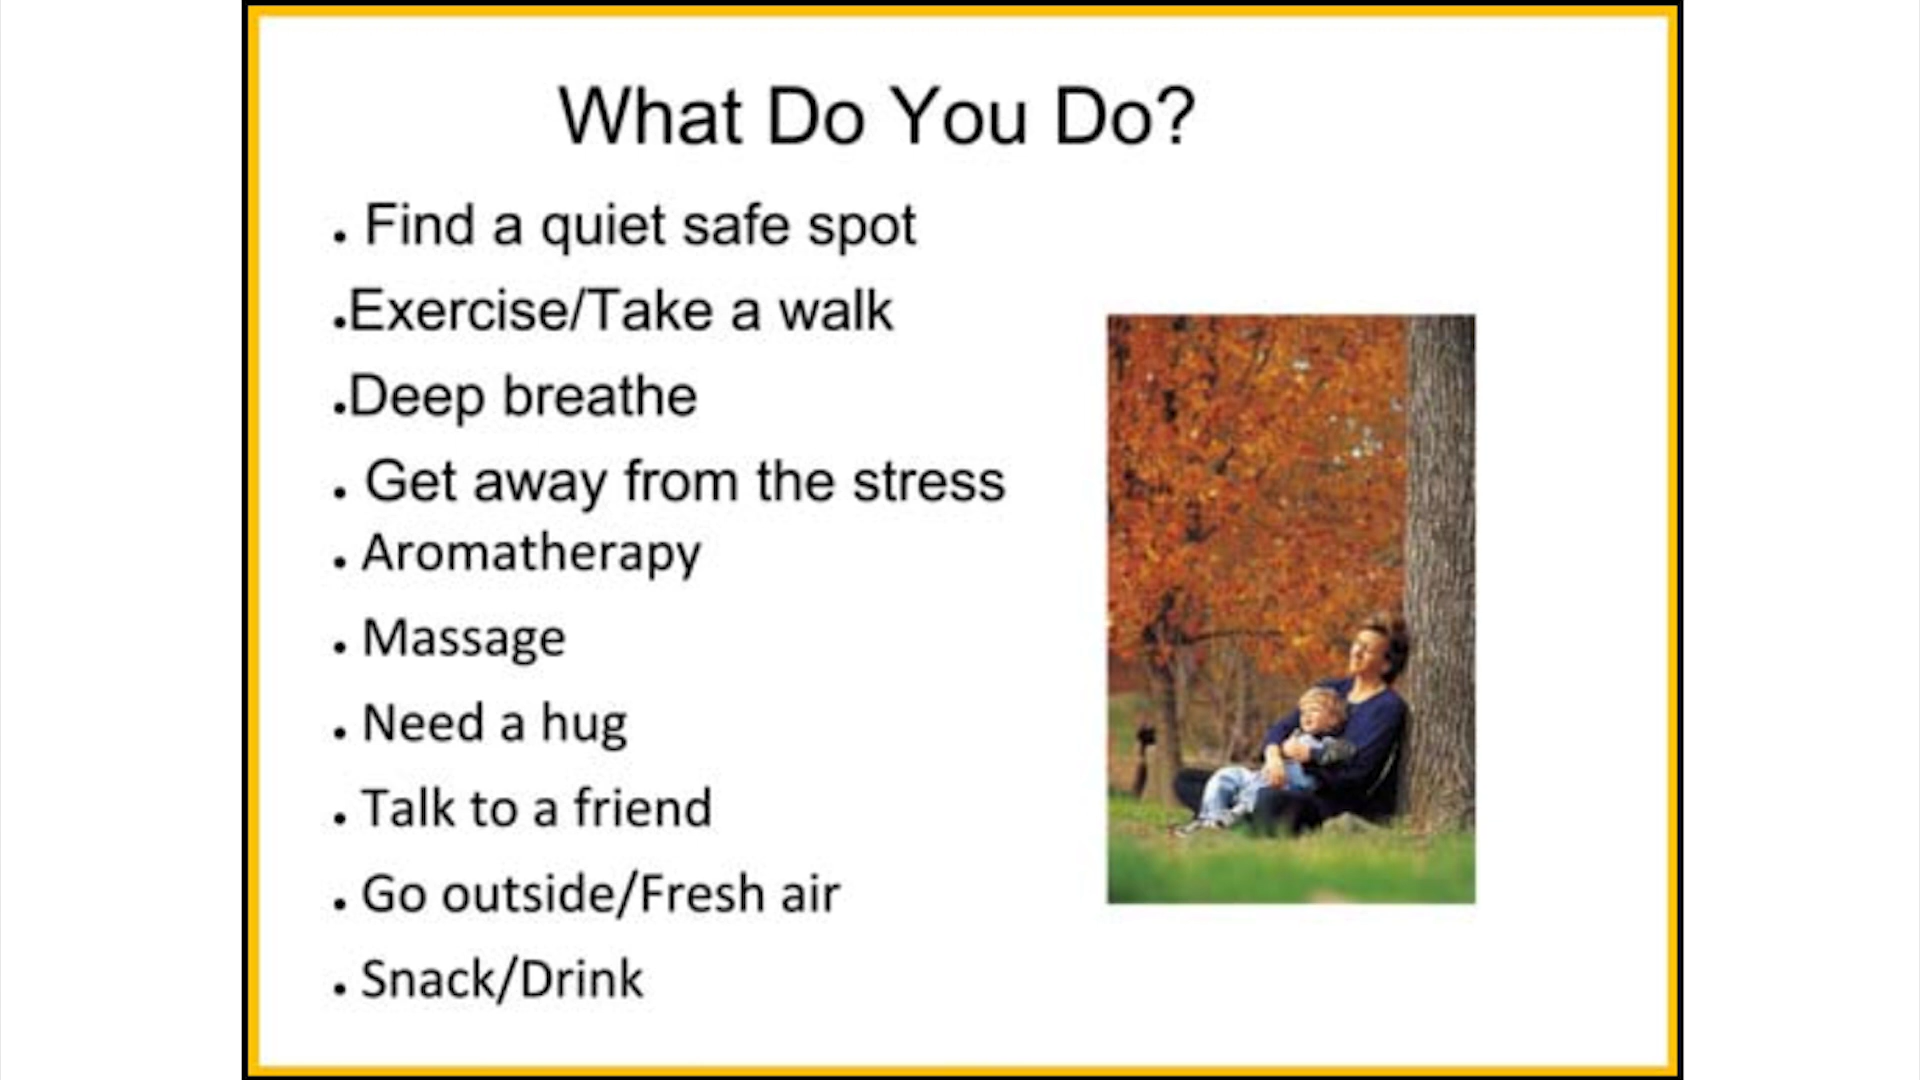 What Do You Do?
. Find a quiet safe spot
.Exercise/Take a walk
.Deep breathe
. Get away from the stress
. Aromatherapy
. Massage
. Need a hug
. Talk to a friend
. Go outside/Fresh air
. Snack/Drink